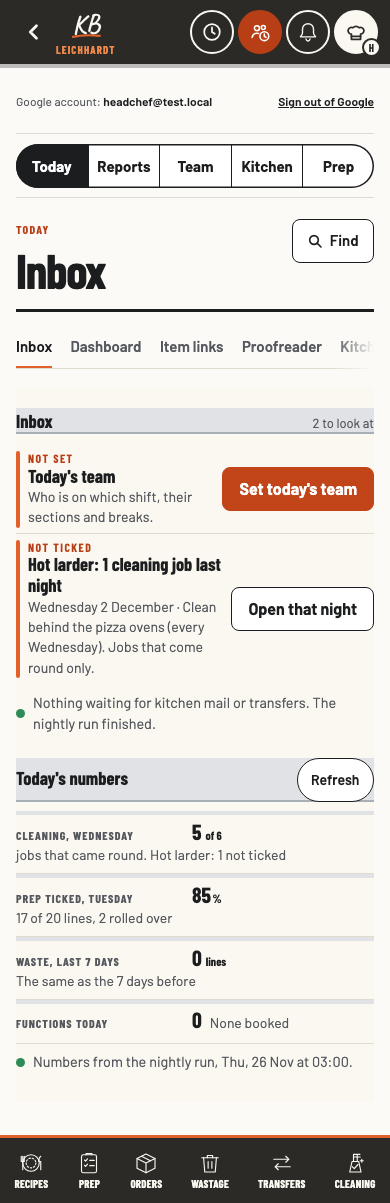 KB
LEICHHARDT
H
Google account: headchef@test.local
Sign out of Google
Today
Reports
Team
Kitchen
Prep
TODAY
Inbox
Find
Inbox
Dashboard
Item links
Proofreader
Kitch
Inbox
2 to look at
NOT SET
Today's team
Who is on which shift, their
sections and breaks.
Set today's team
NOT TICKED
Hot larder: 1 cleaning job last
night
Wednesday 2 December · Clean
behind the pizza ovens (every
Wednesday). Jobs that come
round only.
Open that night
Nothing waiting for kitchen mail or transfers. The
nightly run finished.
Today's numbers
Refresh
CLEANING, WEDNESDAY
5 of 6
jobs that came round. Hot larder: 1 not ticked
PREP TICKED, TUESDAY
85%
17 of 20 lines, 2 rolled over
WASTE, LAST 7 DAYS
0 lines
The same as the 7 days before
FUNCTIONS TODAY
0 None booked
Numbers from the nightly run, Thu, 26 Nov at 03:00.
RECIPES
PREP
ORDERS
WASTAGE
TRANSFERS
CLEANING